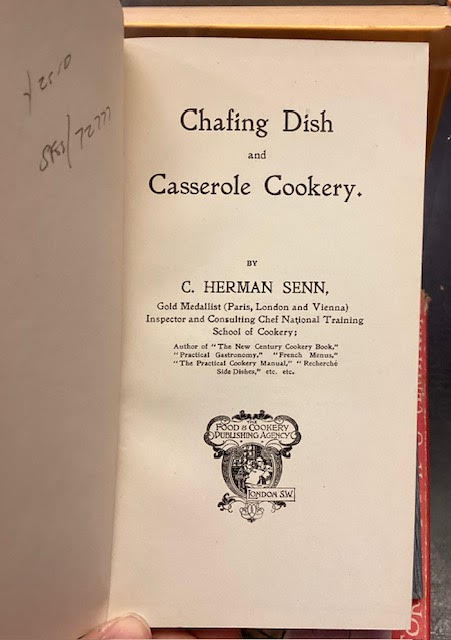 Chafing Dish
and
Casserole Cookery.
BY
C. HERMAN SENN,
Gold Medallist (Paris, London and Vienna)
Inspector and Consulting Chef National Training
School of Cookery;
Author of "The New Century Cookery Book,"
"Practical Gastronomy," "French Menus,"
"The Practical Cookery Manual," "Recherché
Side Dishes," etc. etc.
THE
FOOD & COOKERY
PUBLISHING AGENCY
LONDON S.W.